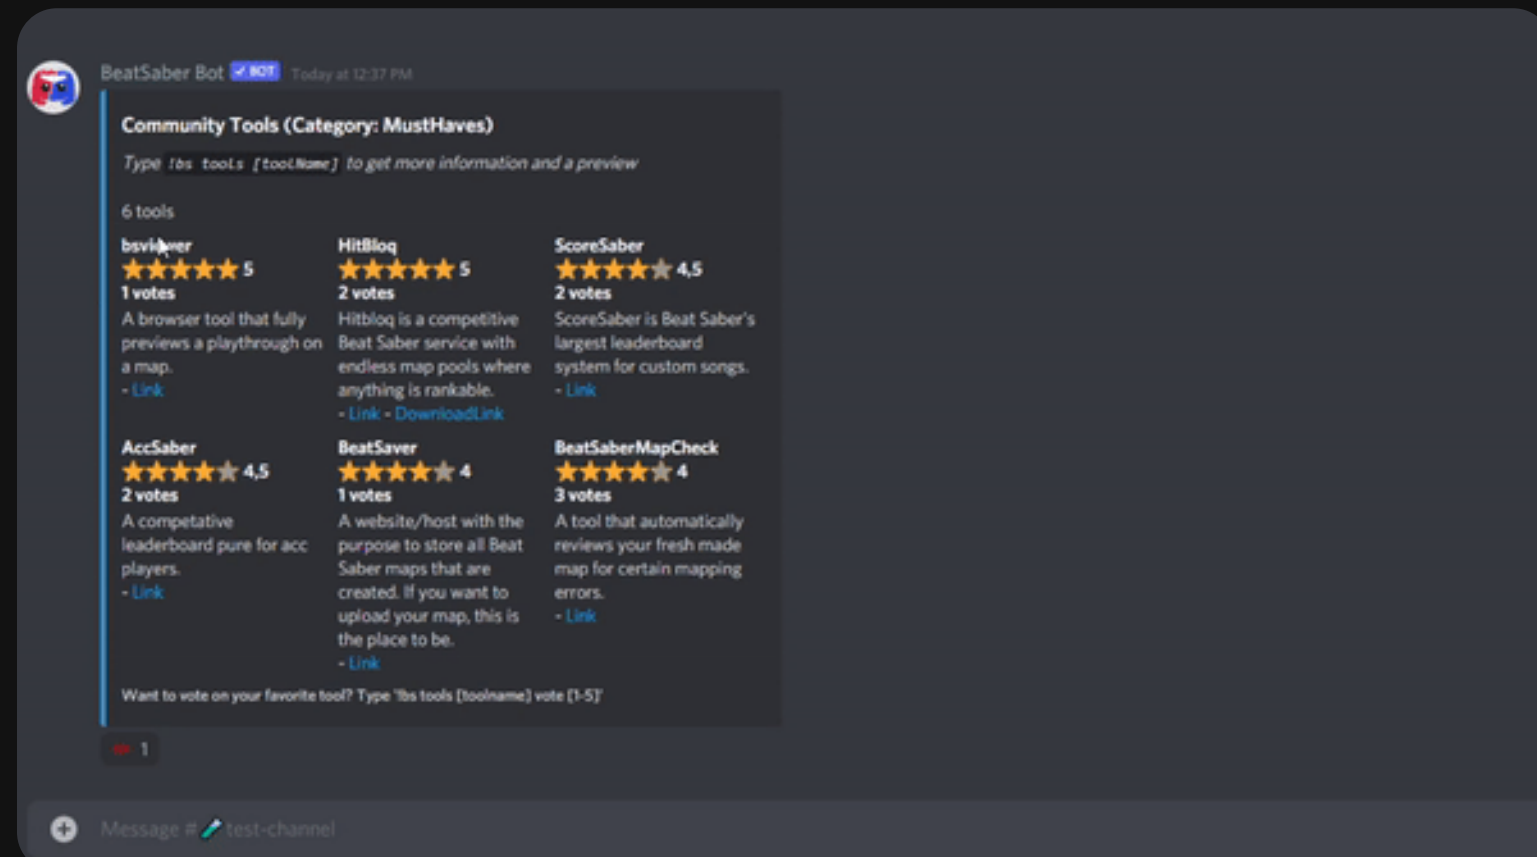 BeatSaber Bot ✓ BOT Today at 12:37 PM
Community Tools (Category: MustHaves)
Type !bs tools [toolName] to get more information and a preview
6 tools
bsviewer
5
1 votes
A browser tool that fully
previews a playthrough on
a map.
- Link
HitBloq
5
2 votes
Hitbloq is a competitive
Beat Saber service with
endless map pools where
anything is rankable.
- Link - DownloadLink
ScoreSaber
4,5
2 votes
ScoreSaber is Beat Saber's
largest leaderboard
system for custom songs.
- Link
AccSaber
4,5
2 votes
A competative
leaderboard pure for acc
players.
- Link
BeatSaver
4
1 votes
A website/host with the
purpose to store all Beat
Saber maps that are
created. If you want to
upload your map, this is
the place to be.
- Link
BeatSaberMapCheck
4
3 votes
A tool that automatically
reviews your fresh made
map for certain mapping
errors.
- Link
Want to vote on your favorite tool? Type '!bs tools [toolname] vote [1-5]'
1
Message # test-channel